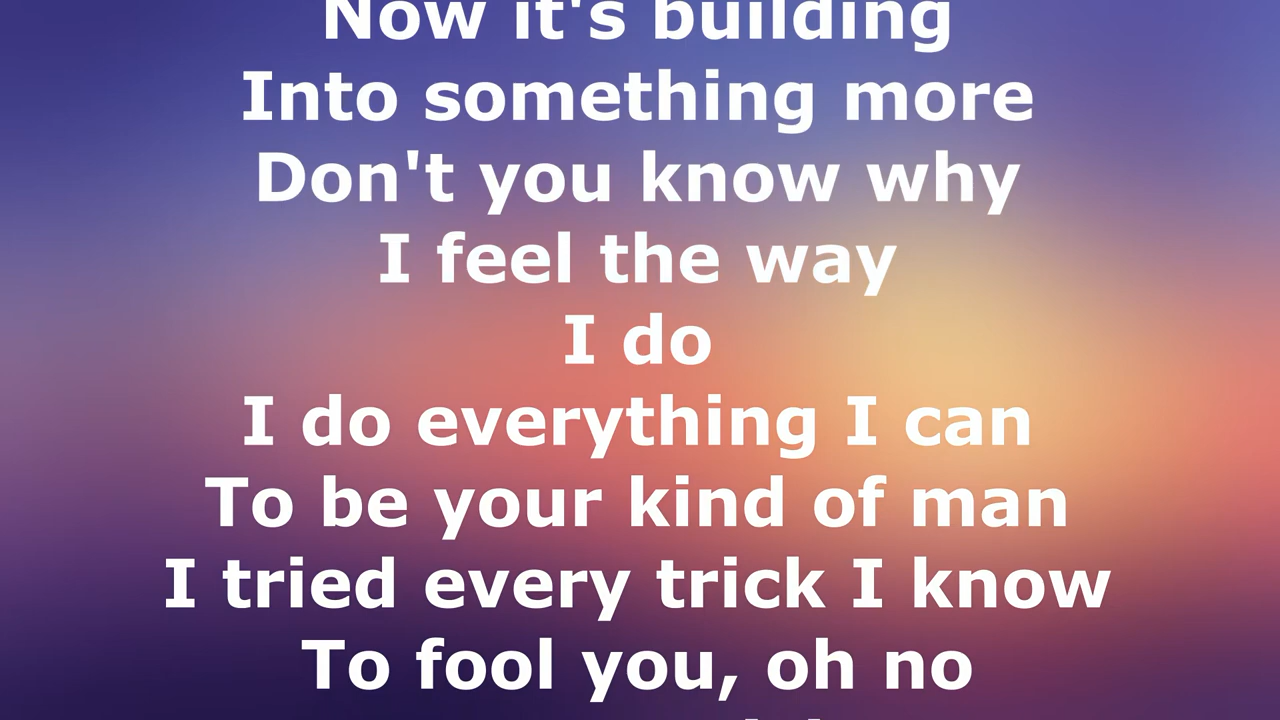 Now it's building
Into something more
Don't you know why
I feel the way
I do
I do everything I can
To be your kind of man
I tried every trick I know
To fool you, oh no